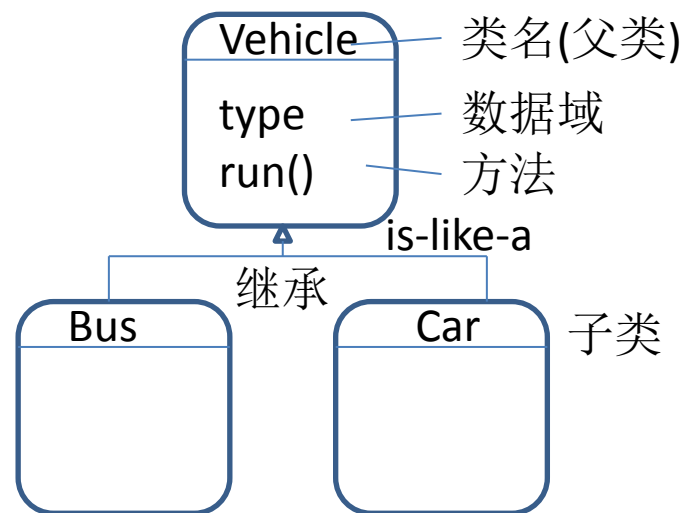 Vehicle 类名(父类)
type 数据域
run() 方法
is-like-a
继承
Bus Car 子类